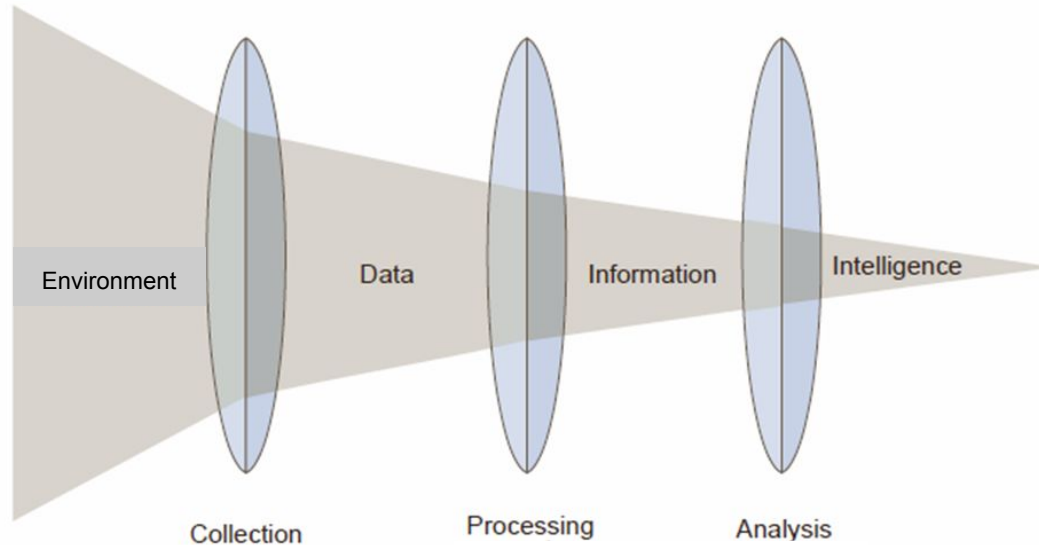 Environment
Data
Information
Intelligence
Collection
Processing
Analysis